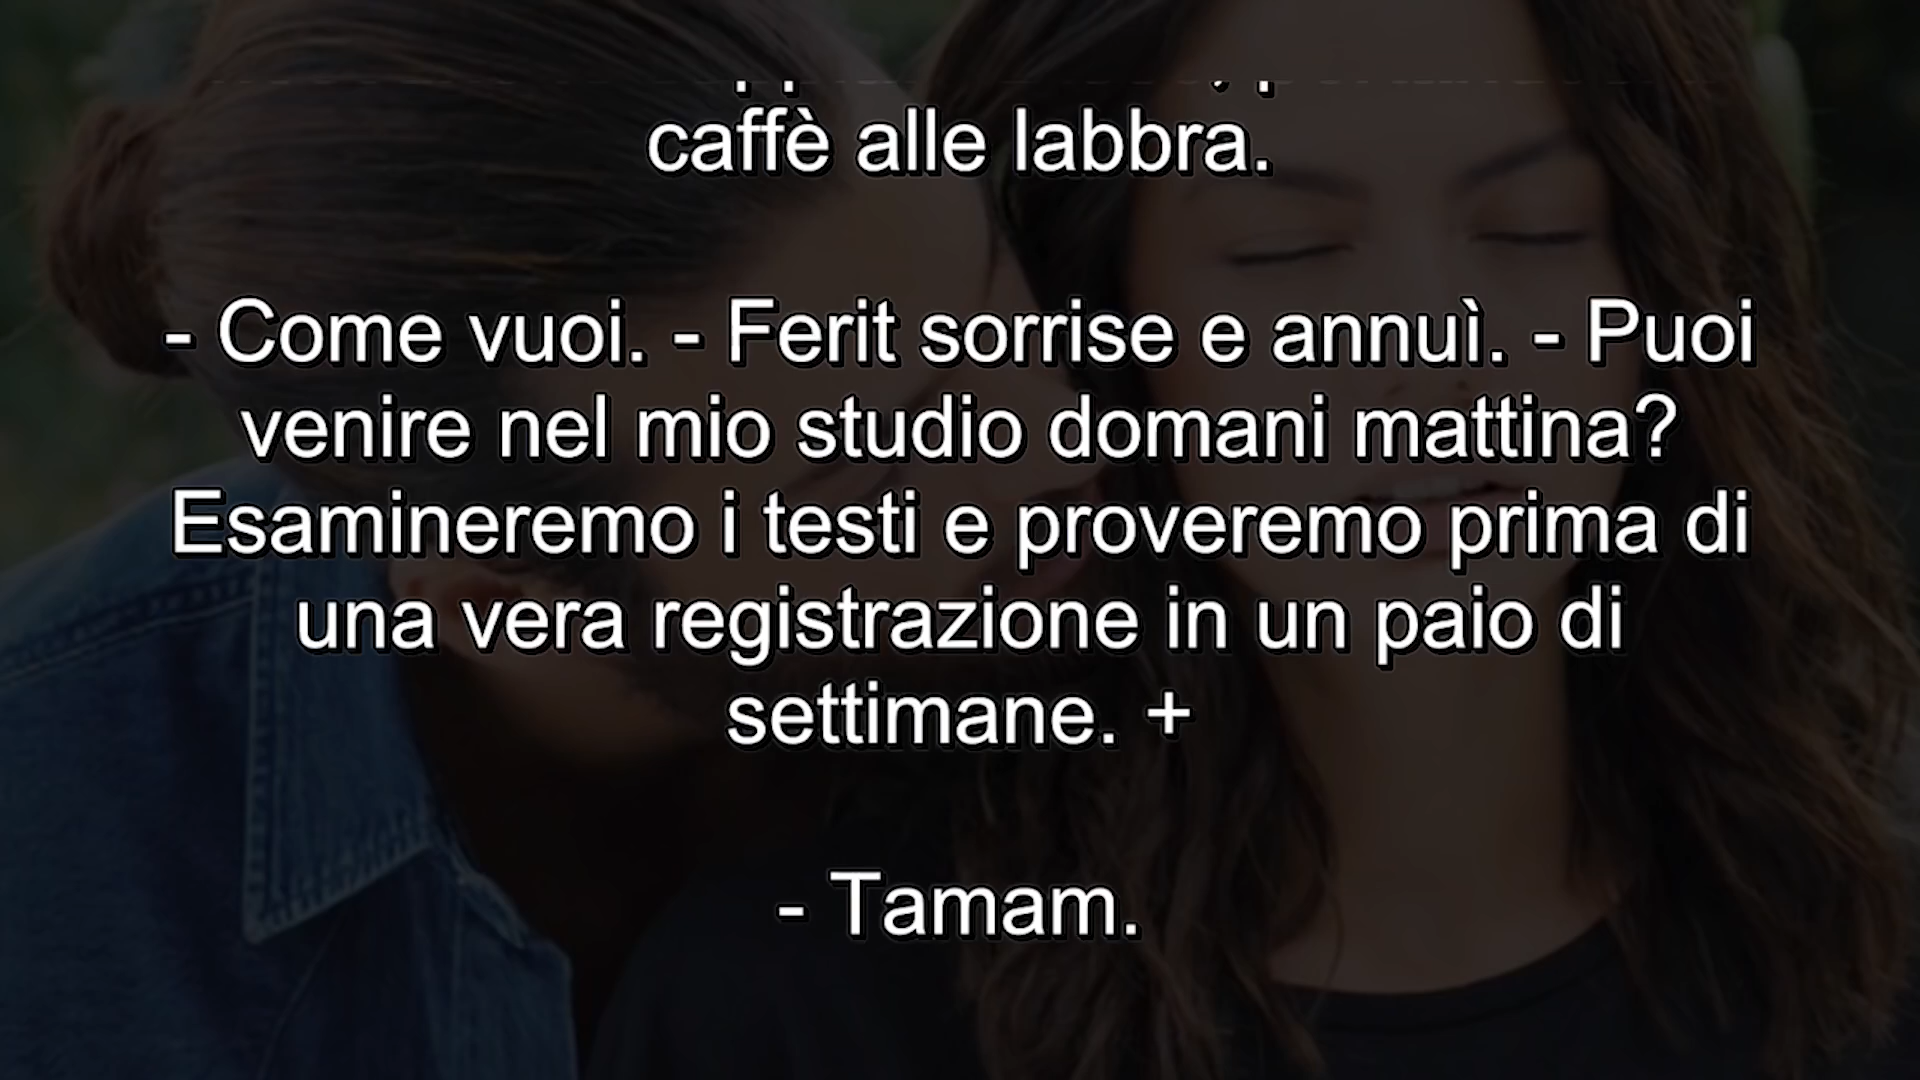 caffè alle labbra.
- Come vuoi. - Ferit sorrise e annuì. - Puoi
venire nel mio studio domani mattina?
Esamineremo i testi e proveremo prima di
una vera registrazione in un paio di
settimane. +
- Tamam.